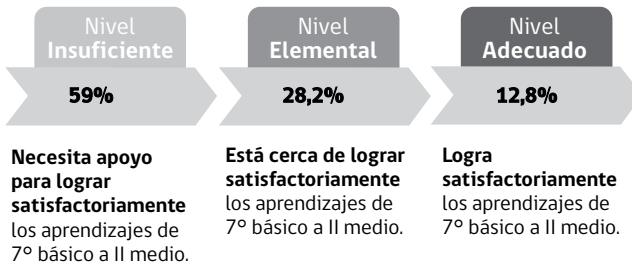 Nivel
Insuficiente
59%
Necesita apoyo
para lograr
satisfactoriamente
los aprendizajes de
7° básico a II medio.
Nivel
Elemental
28,2%
Está cerca de lograr
satisfactoriamente
los aprendizajes de
7° básico a II medio.
Nivel
Adecuado
12,8%
Logra
satisfactoriamente
los aprendizajes de
7° básico a II medio.